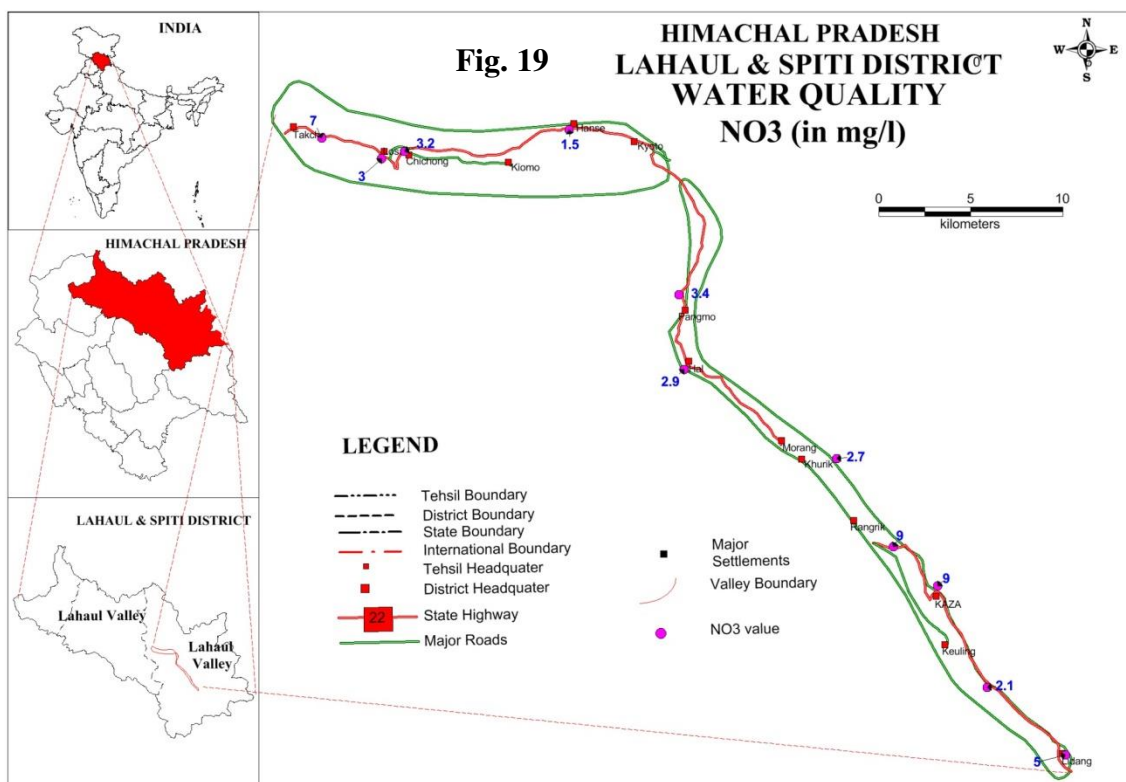 INDIA
HIMACHAL PRADESH
LAHAUL & SPITI DISTRICT
Lahaul Valley
Lahaul
Valley
Fig. 19
HIMACHAL PRADESH
LAHAUL & SPITI DISTRICT
WATER QUALITY
NO3 (in mg/l)
N
W
E
S
0
5
10
kilometers
Takche
7
3
Chichong
3.2
Kiomo
Hanse
1.5
Kyoto
3.4
Pangmo
Hal
2.9
Morang
Khurik
2.7
Rangrik
9
9
KAZA
Keuling
2.1
5
Lidang
LEGEND
Tehsil Boundary
District Boundary
State Boundary
International Boundary
Tehsil Headquater
District Headquater
22
State Highway
Major Roads
Major
Settlements
Valley Boundary
NO3 value